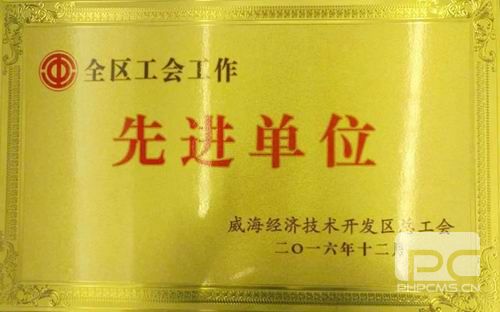 全区工会工作
先进单位
威海经济技术开发区总工会
二〇一六年十二月
PC
PHPCMS.CN